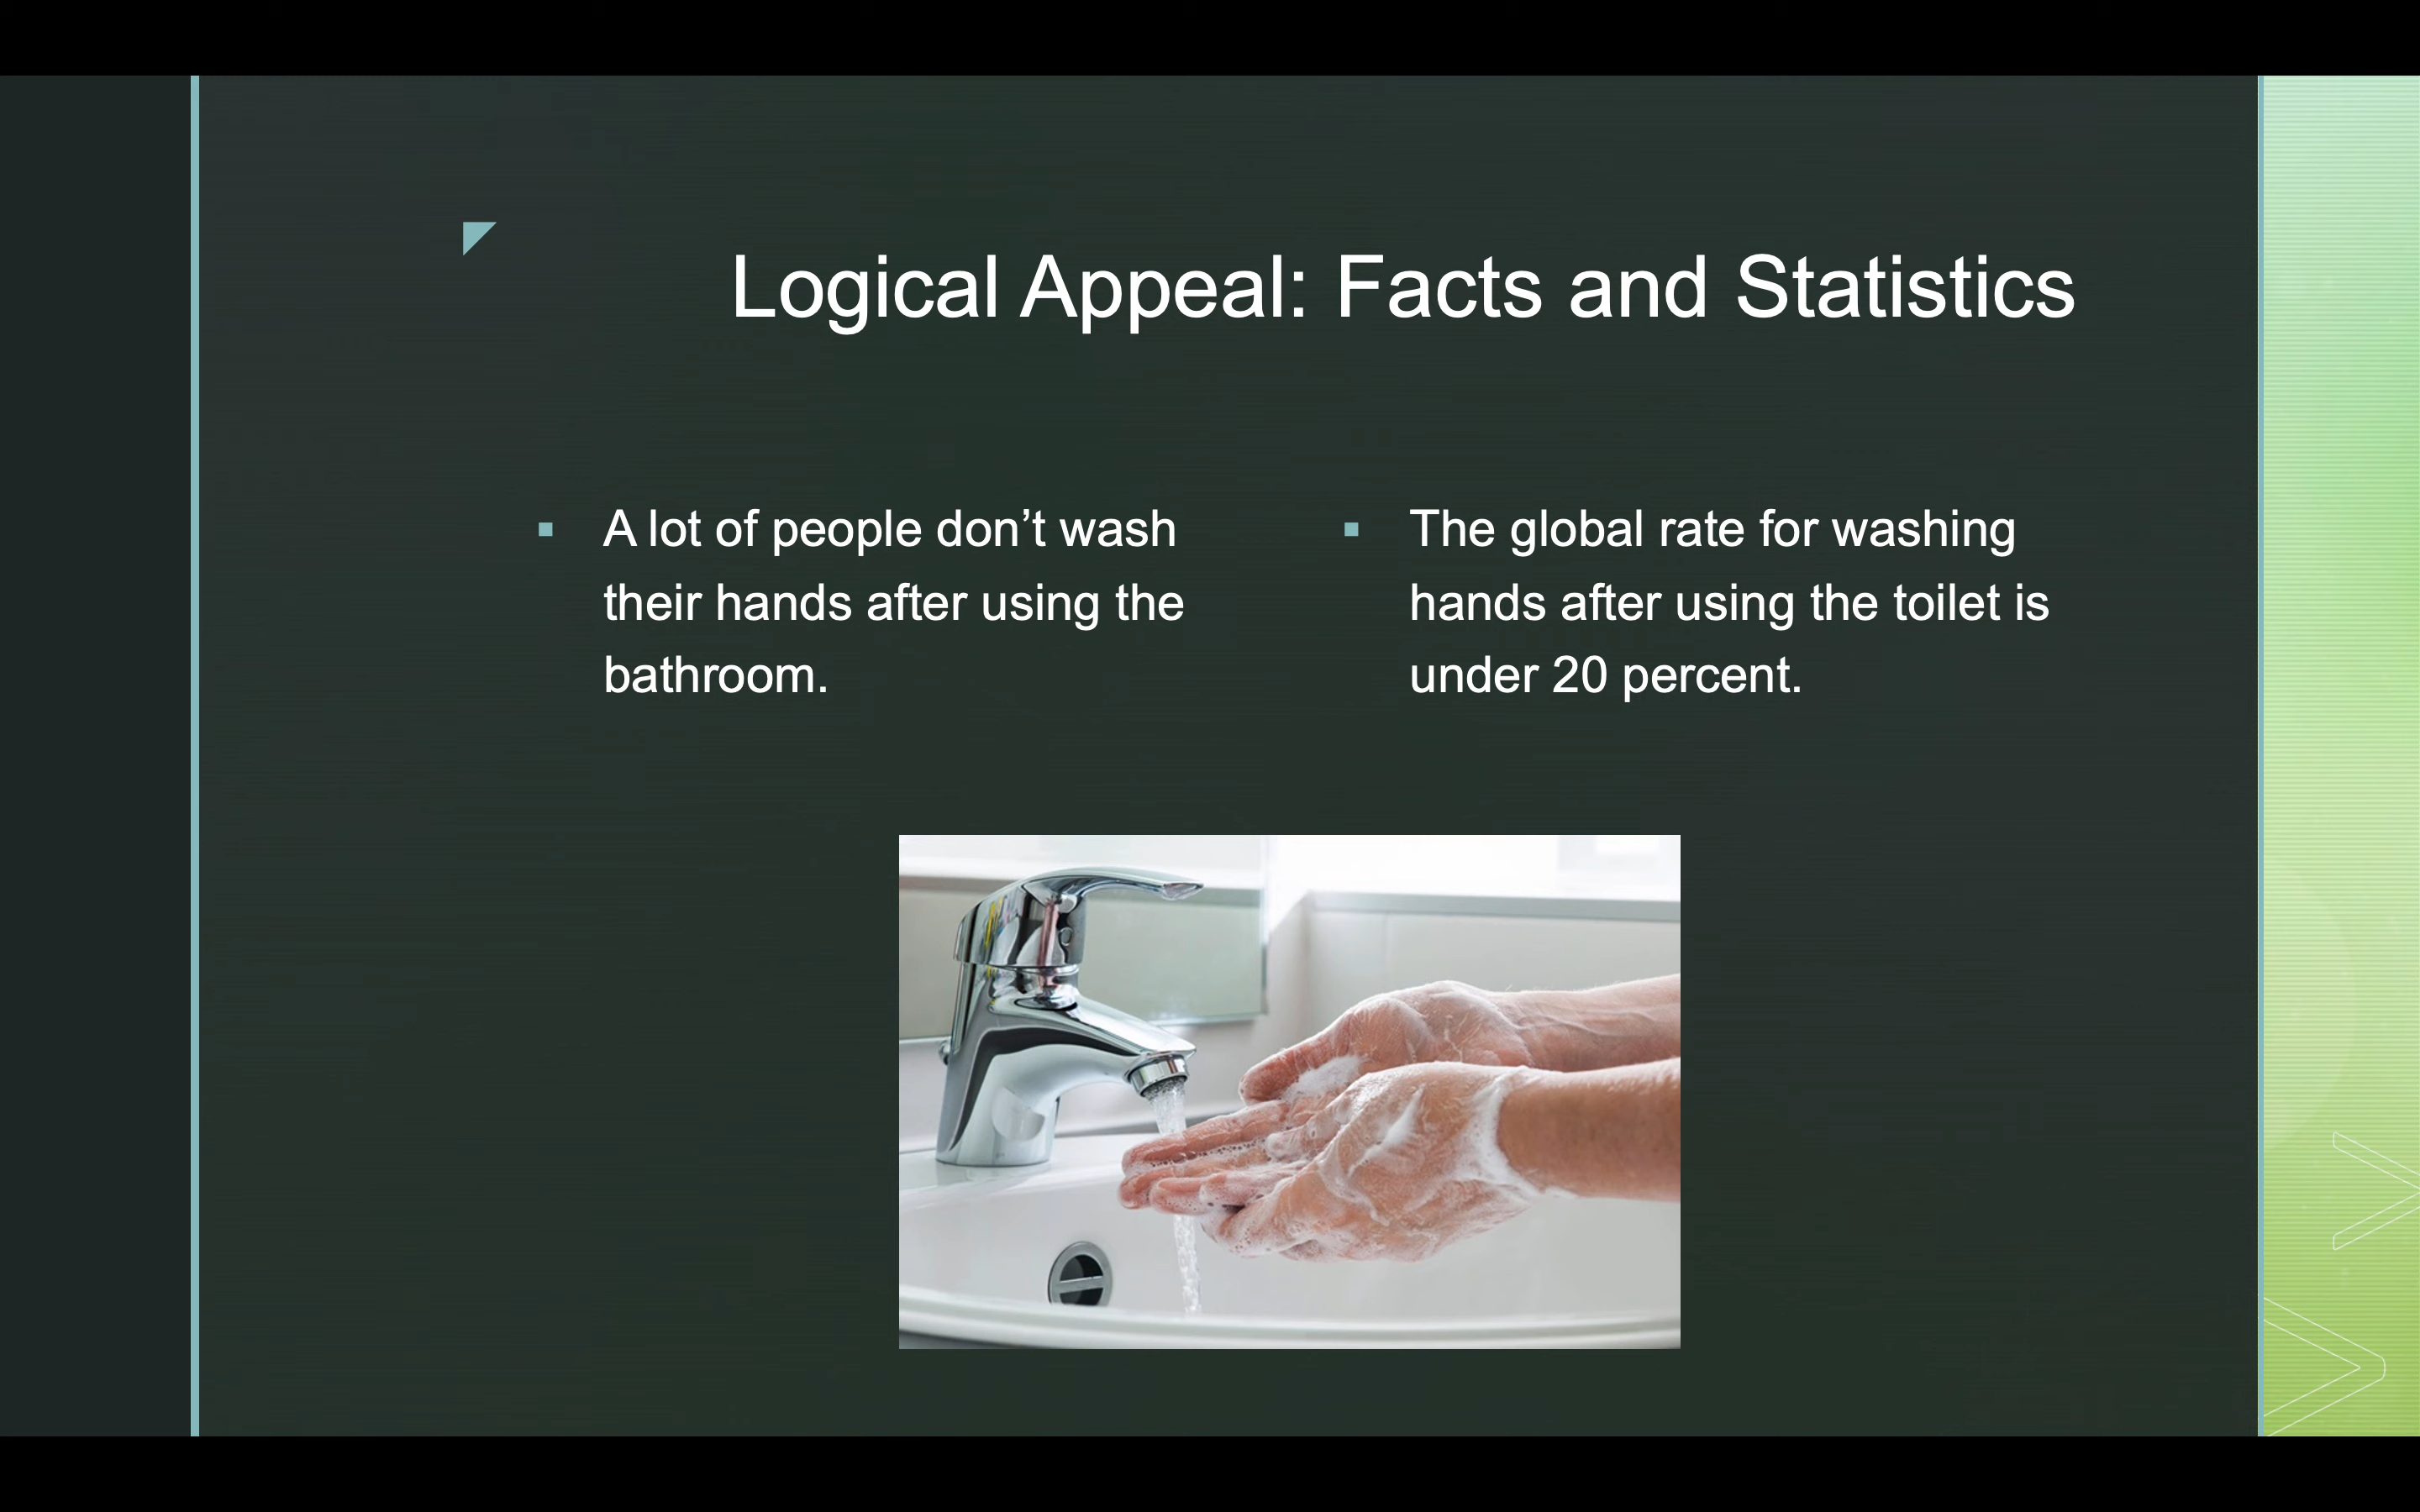 Logical Appeal: Facts and Statistics
A lot of people don’t wash
their hands after using the
bathroom.
The global rate for washing
hands after using the toilet is
under 20 percent.